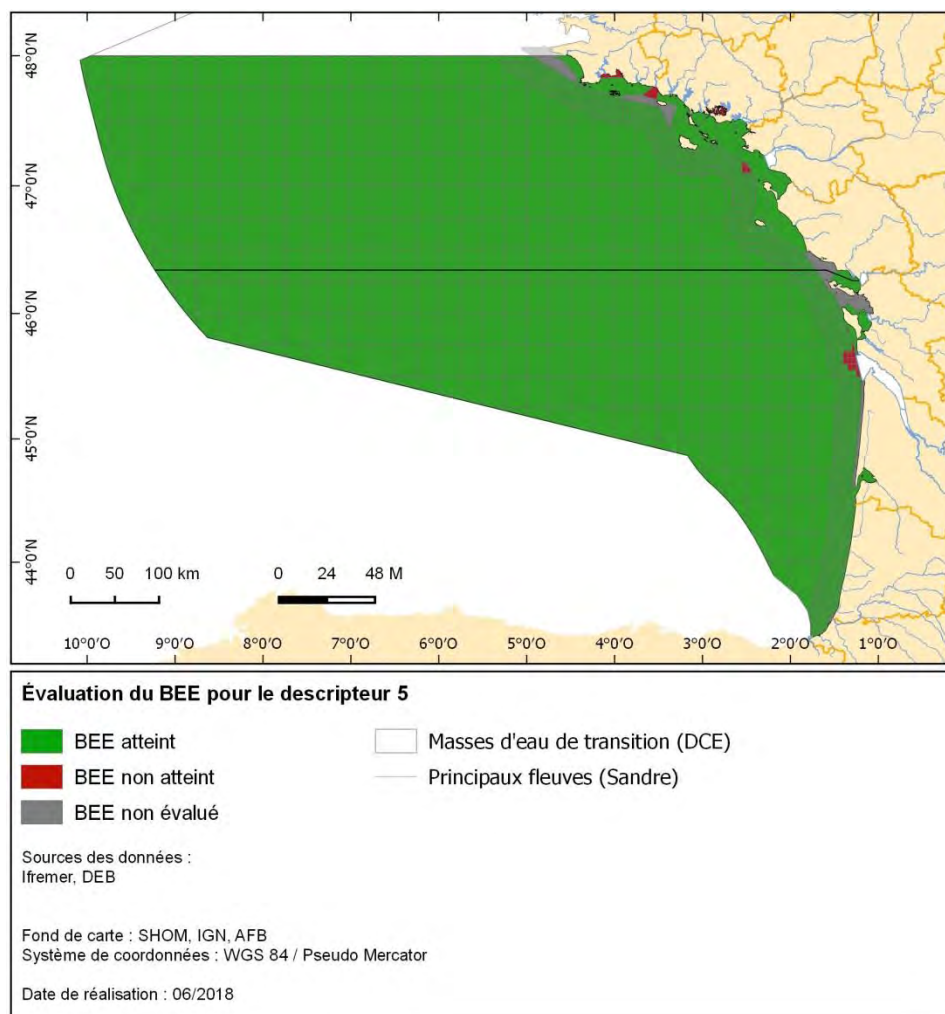 48°0'N
47°0'N
46°0'N
45°0'N
44°0'N
0 50 100 km
0 24 48 M
10°0'O 9°0'O 8°0'O 7°0'O 6°0'O 5°0'O 4°0'O 3°0'O 2°0'O 1°0'O
Évaluation du BEE pour le descripteur 5
BEE atteint
BEE non atteint
BEE non évalué
Masses d'eau de transition (DCE)
Principaux fleuves (Sandre)
Sources des données :
Ifremer, DEB
Fond de carte : SHOM, IGN, AFB
Système de coordonnées : WGS 84 / Pseudo Mercator
Date de réalisation : 06/2018